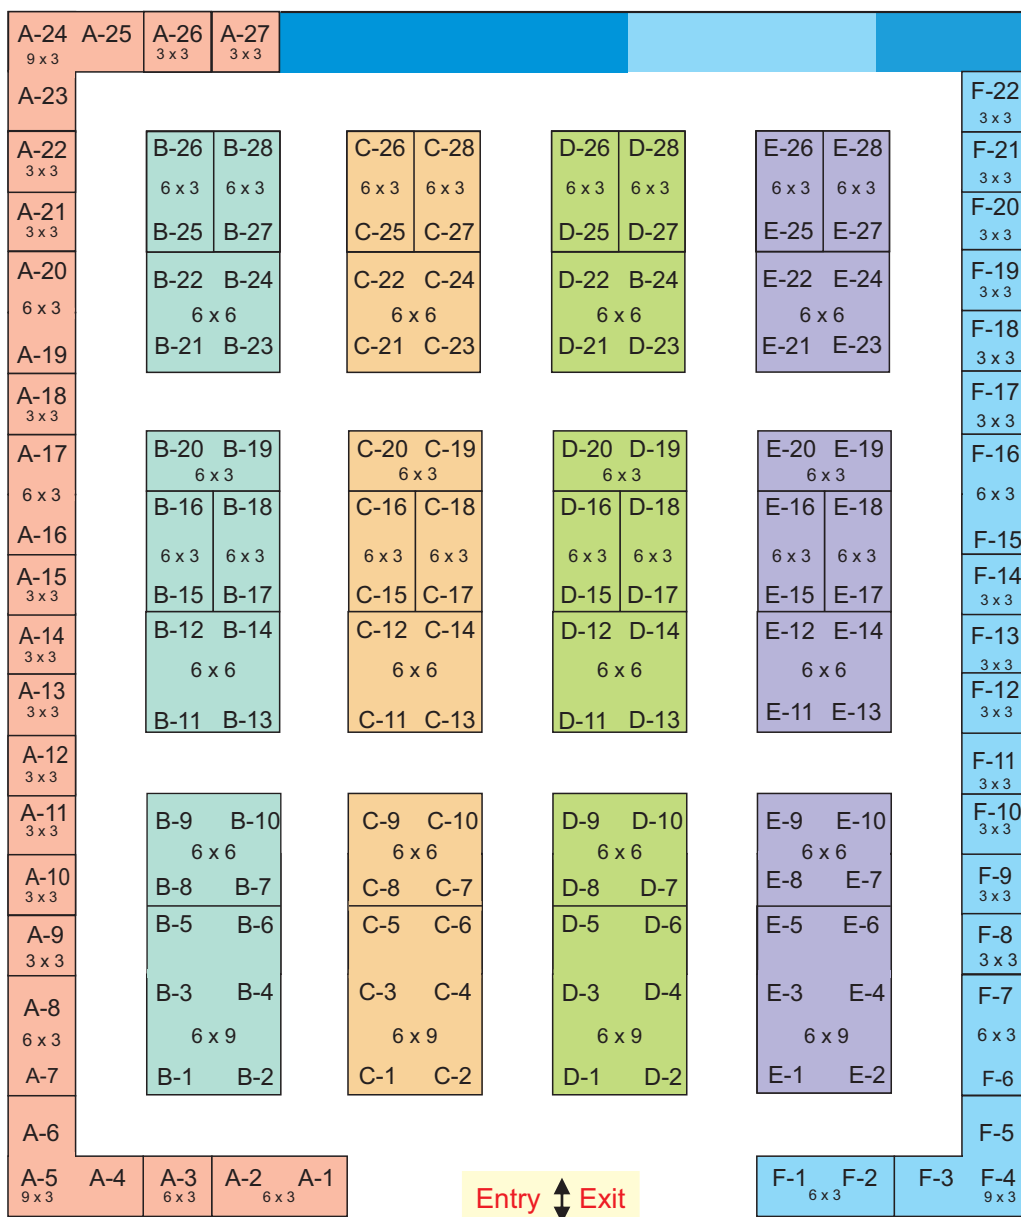 A-24 A-25 A-26 A-27
9 x 3 3 x 3 3 x 3
A-23
A-22
3 x 3
A-21
3 x 3
A-20
6 x 3
A-19
A-18
3 x 3
A-17
6 x 3
A-16
A-15
3 x 3
A-14
3 x 3
A-13
3 x 3
A-12
3 x 3
A-11
3 x 3
A-10
3 x 3
A-9
3 x 3
A-8
6 x 3
A-7
A-6
A-5 A-4 A-3 A-2 A-1
9 x 3 6 x 3 6 x 3
B-26 B-28
6 x 3 6 x 3
B-25 B-27
B-22 B-24
6 x 6
B-21 B-23
B-20 B-19
6 x 3
B-16 B-18
6 x 3 6 x 3
B-15 B-17
B-12 B-14
6 x 6
B-11 B-13
B-9 B-10
6 x 6
B-8 B-7
B-5 B-6
B-3 B-4
6 x 9
B-1 B-2
C-26 C-28
6 x 3 6 x 3
C-25 C-27
C-22 C-24
6 x 6
C-21 C-23
C-20 C-19
6 x 3
C-16 C-18
6 x 3 6 x 3
C-15 C-17
C-12 C-14
6 x 6
C-11 C-13
C-9 C-10
6 x 6
C-8 C-7
C-5 C-6
C-3 C-4
6 x 9
C-1 C-2
D-26 D-28
6 x 3 6 x 3
D-25 D-27
D-22 B-24
6 x 6
D-21 D-23
D-20 D-19
6 x 3
D-16 D-18
6 x 3 6 x 3
D-15 D-17
D-12 D-14
6 x 6
D-11 D-13
D-9 D-10
6 x 6
D-8 D-7
D-5 D-6
D-3 D-4
6 x 9
D-1 D-2
E-26 E-28
6 x 3 6 x 3
E-25 E-27
E-22 E-24
6 x 6
E-21 E-23
E-20 E-19
6 x 3
E-16 E-18
6 x 3 6 x 3
E-15 E-17
E-12 E-14
6 x 6
E-11 E-13
E-9 E-10
6 x 6
E-8 E-7
E-5 E-6
E-3 E-4
6 x 9
E-1 E-2
F-22
3 x 3
F-21
3 x 3
F-20
3 x 3
F-19
3 x 3
F-18
3 x 3
F-17
3 x 3
F-16
6 x 3
F-15
F-14
3 x 3
F-13
3 x 3
F-12
3 x 3
F-11
3 x 3
F-10
3 x 3
F-9
3 x 3
F-8
3 x 3
F-7
6 x 3
F-6
F-5
F-1 F-2 F-3 F-4
6 x 3 9 x 3
Entry Exit